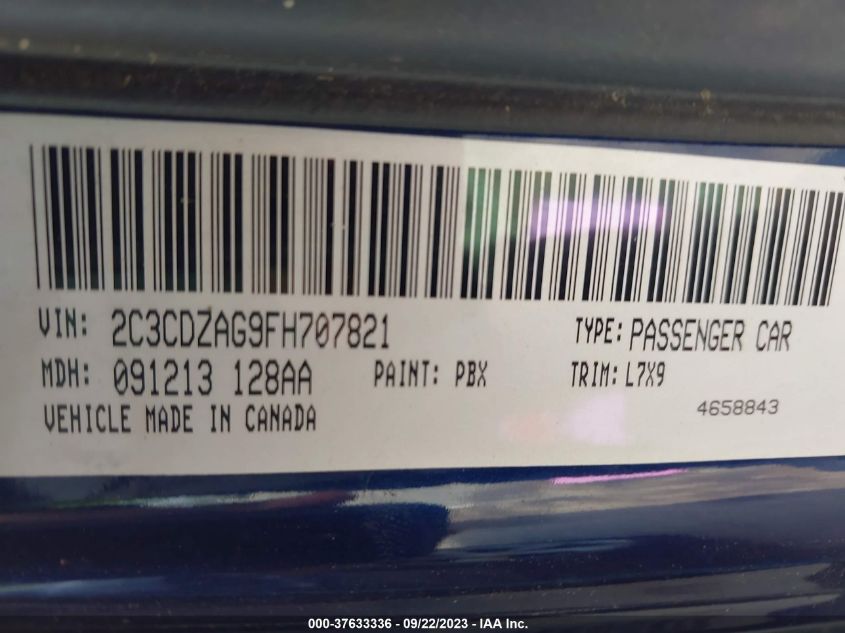 VIN: 2C3CDZAG9FH707821 TYPE: PASSENGER CAR
MDH: 091213 128AA PAINT: PBX TRIM: L7X9
VEHICLE MADE IN CANADA 4658843
000-37633336 - 09/22/2023 - IAA Inc.